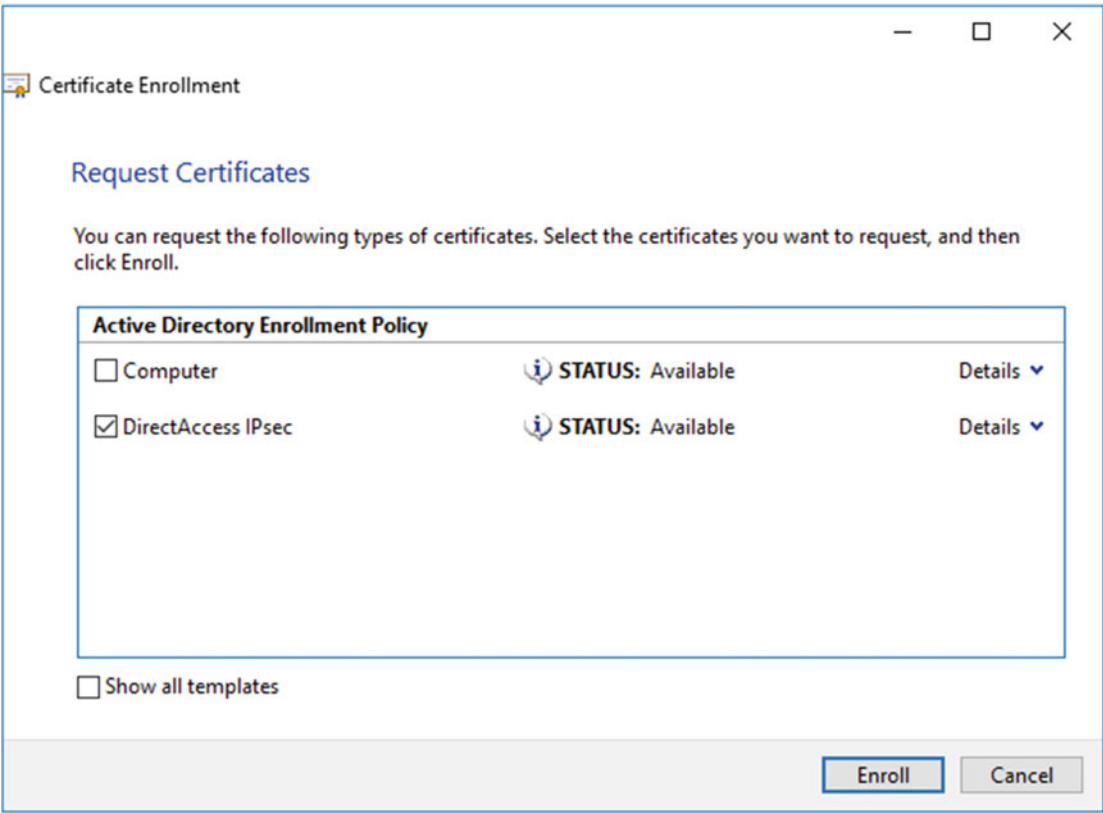 Certificate Enrollment
Request Certificates
You can request the following types of certificates. Select the certificates you want to request, and then
click Enroll.
Active Directory Enrollment Policy
Computer STATUS: Available Details
DirectAccess IPsec STATUS: Available Details
Show all templates
Enroll Cancel